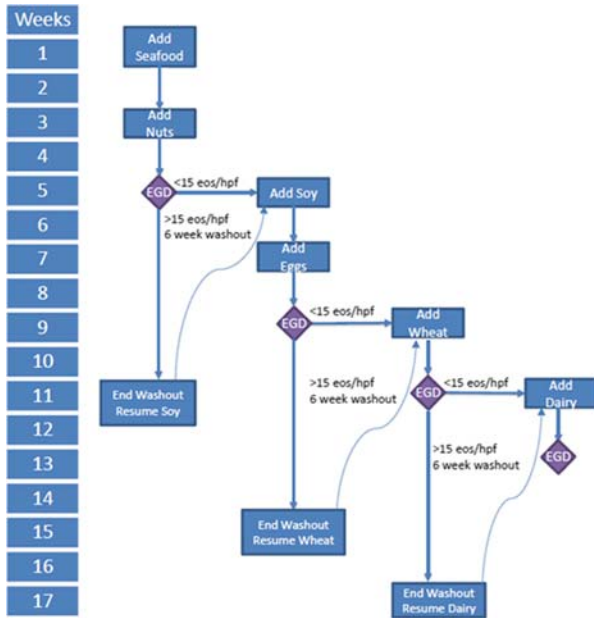 Weeks
1
2
3
4
5
6
7
8
9
10
11
12
13
14
15
16
17
Add
Seafood
Add
Nuts
EGD
<15 eos/hpf
Add Soy
>15 eos/hpf
6 week washout
Add
Eggs
EGD
<15 eos/hpf
Add
Wheat
>15 eos/hpf
6 week washout
End Washout
Resume Soy
EGD
<15 eos/hpf
Add
Dairy
>15 eos/hpf
6 week washout
EGD
End Washout
Resume Wheat
End Washout
Resume Dairy